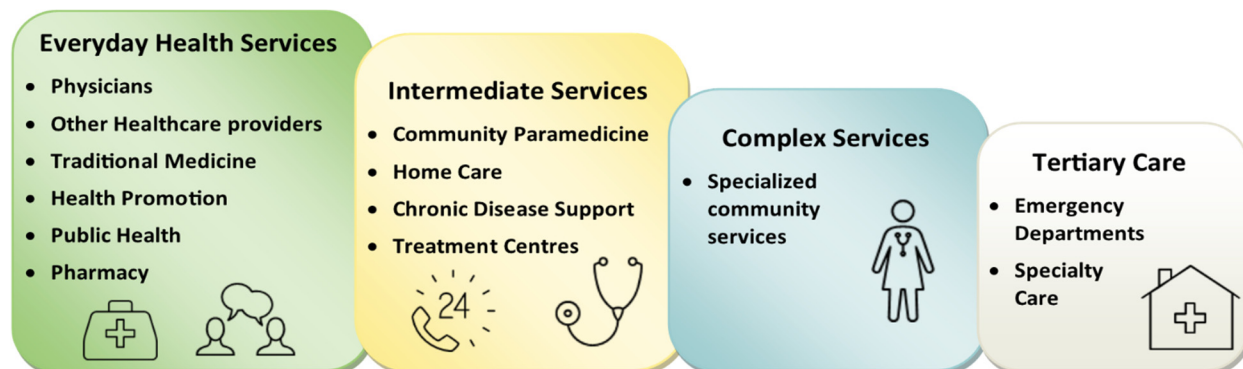 Everyday Health Services
• Physicians
• Other Healthcare providers
• Traditional Medicine
• Health Promotion
• Public Health
• Pharmacy
Intermediate Services
• Community Paramedicine
• Home Care
• Chronic Disease Support
• Treatment Centres
24
Complex Services
• Specialized
community
services
Tertiary Care
• Emergency
Departments
• Specialty
Care